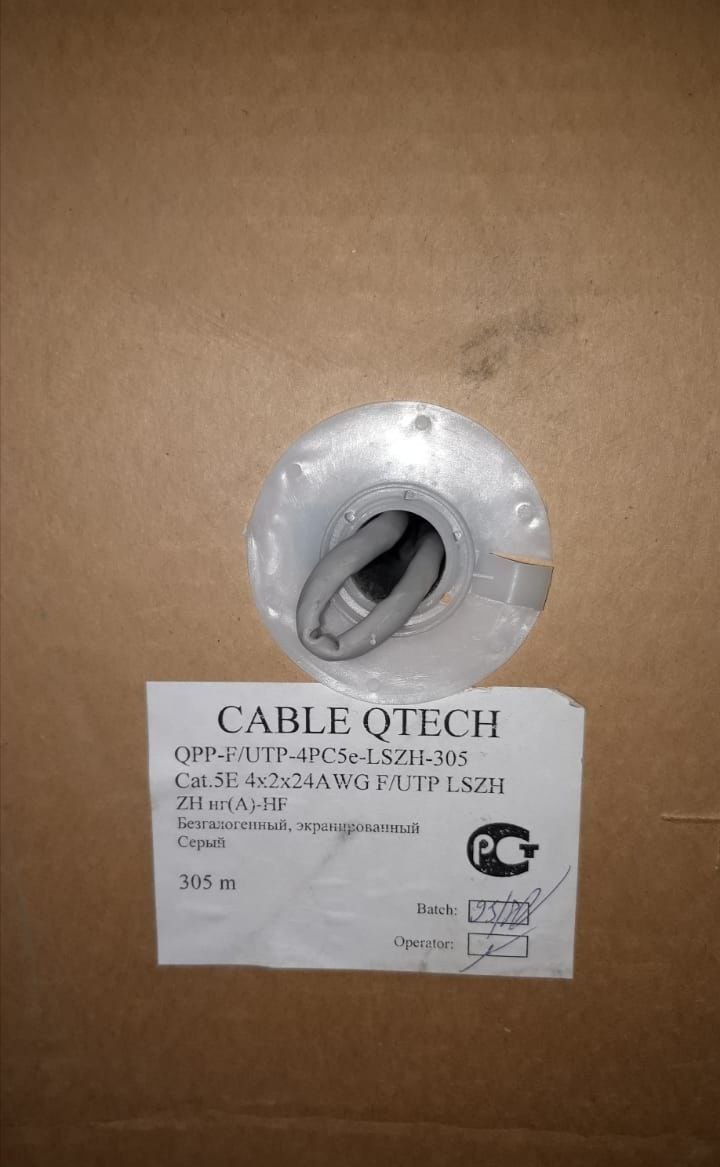 CABLE QTECH
QPP-F/UTP-4PC5e-LSZH-305
Cat.5E 4x2x24AWG F/UTP LSZH
ZH нг(A)-HF
Безгалогенный, экранированный
Серый
РСТ
305 m
Batch:
Operator: